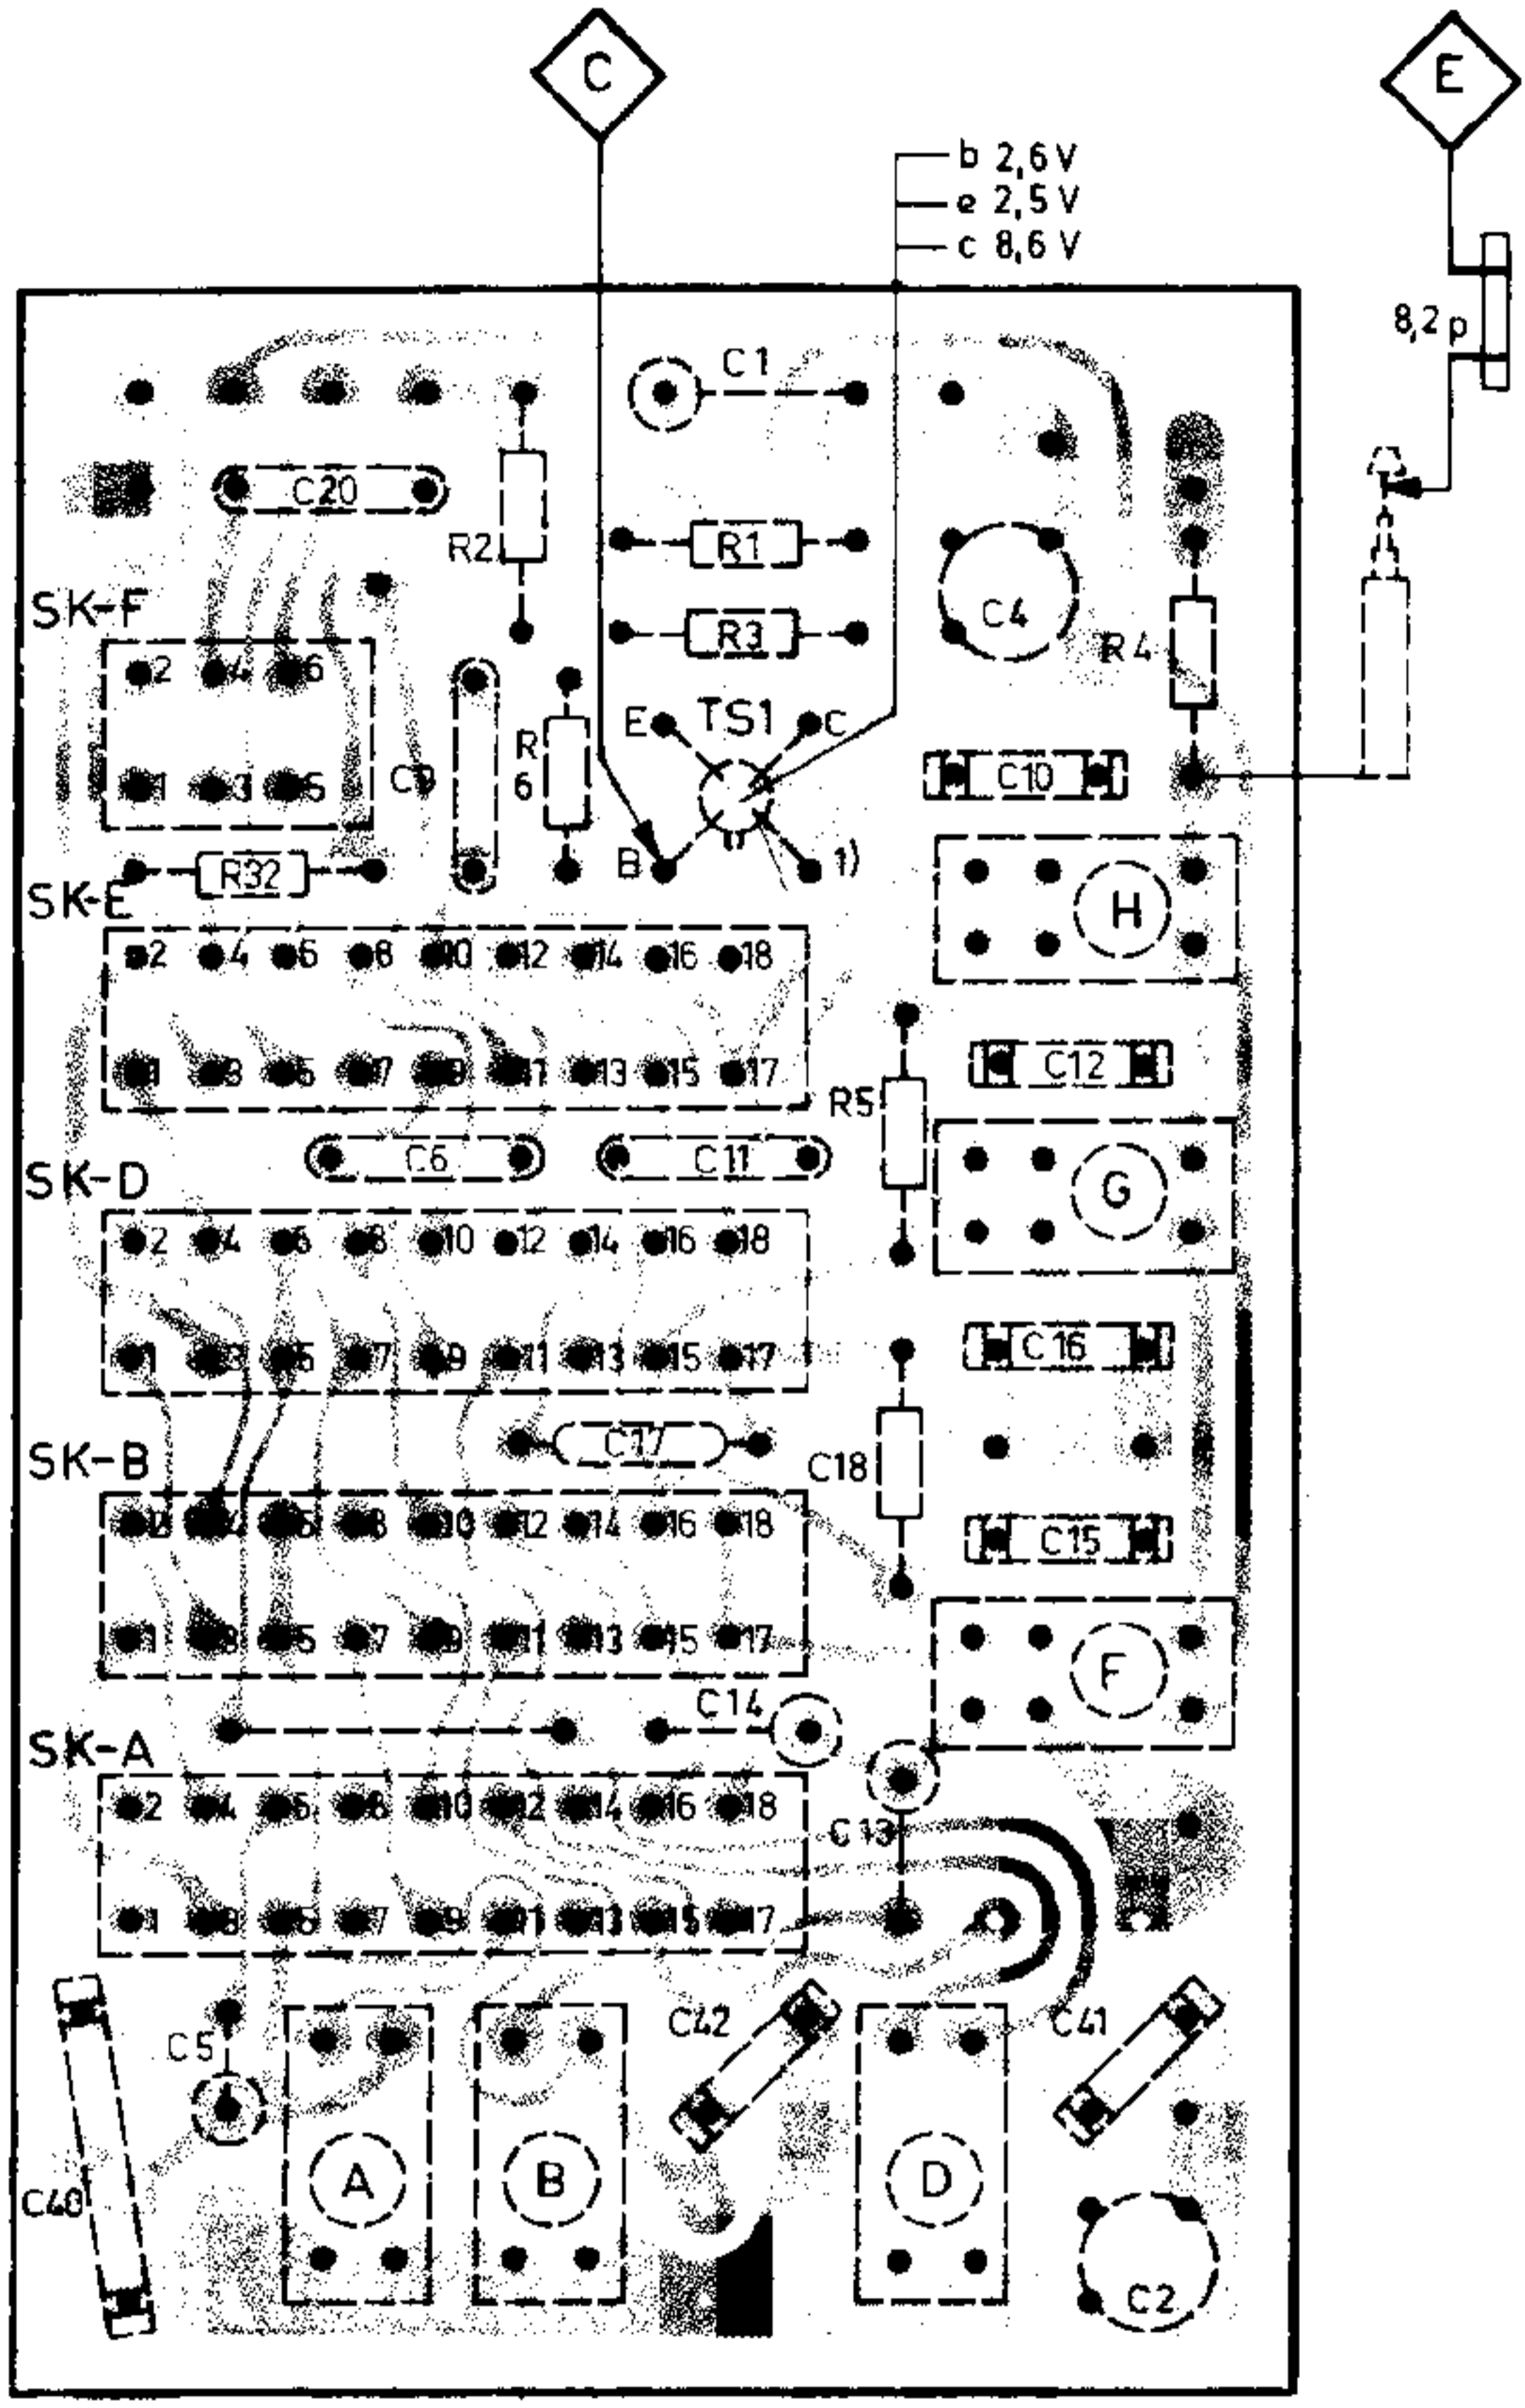 C
E
b 2,6 V
e 2,5 V
c 8,6 V
8,2 p
C 1
C20
R2
R1
C4
SK-F
R3
R4
2 4 6
E TS1 C
R 6
C9
C10
1 3 5
B 1)
R32
H
SK-E
2 4 6 8 10 12 14 16 18
1 3 5 7 9 11 13 15 17
C12
R5
C6
C11
SK-D
G
2 4 6 8 10 12 14 16 18
1 3 5 7 9 11 13 15 17
C16
C17
SK-B
C18
2 4 6 8 10 12 14 16 18
C15
1 3 5 7 9 11 13 15 17
F
C14
SK-A
2 4 6 8 10 12 14 16 18
C13
1 3 5 7 9 11 13 15 17
C5
C42
C41
A
B
D
C40
C2